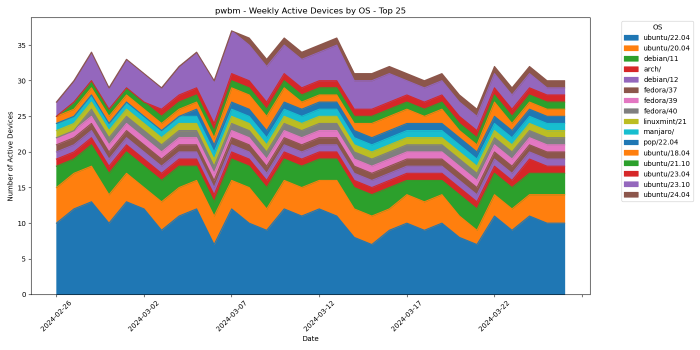 pwbm - Weekly Active Devices by OS - Top 25
Number of Active Devices
35
30
25
20
15
10
5
0
2024-02-26
2024-03-02
2024-03-07
2024-03-12
2024-03-17
2024-03-22
Date
OS
ubuntu/22.04
ubuntu/20.04
debian/11
arch/
debian/12
fedora/37
fedora/39
fedora/40
linuxmint/21
manjaro/
pop/22.04
ubuntu/18.04
ubuntu/21.10
ubuntu/23.04
ubuntu/23.10
ubuntu/24.04